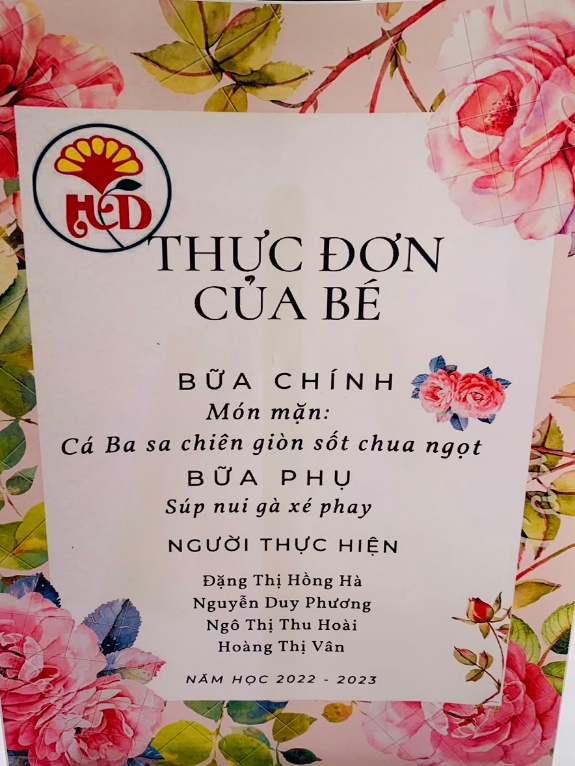 HD
THỰC ĐƠN
CỦA BÉ
BỮA CHÍNH
Món mặn:
Cá Ba sa chiên giòn sốt chua ngọt
BỮA PHỤ
Súp nui gà xé phay
NGƯỜI THỰC HIỆN
Đặng Thị Hồng Hà
Nguyễn Duy Phương
Ngô Thị Thu Hoài
Hoàng Thị Vân
NĂM HỌC 2022 - 2023